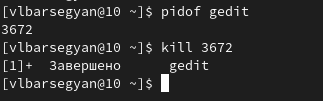 [vlbarsegyan@10 ~]$ pidof gedit
3672
[vlbarsegyan@10 ~]$ kill 3672
[1]+  Завершено      gedit
[vlbarsegyan@10 ~]$